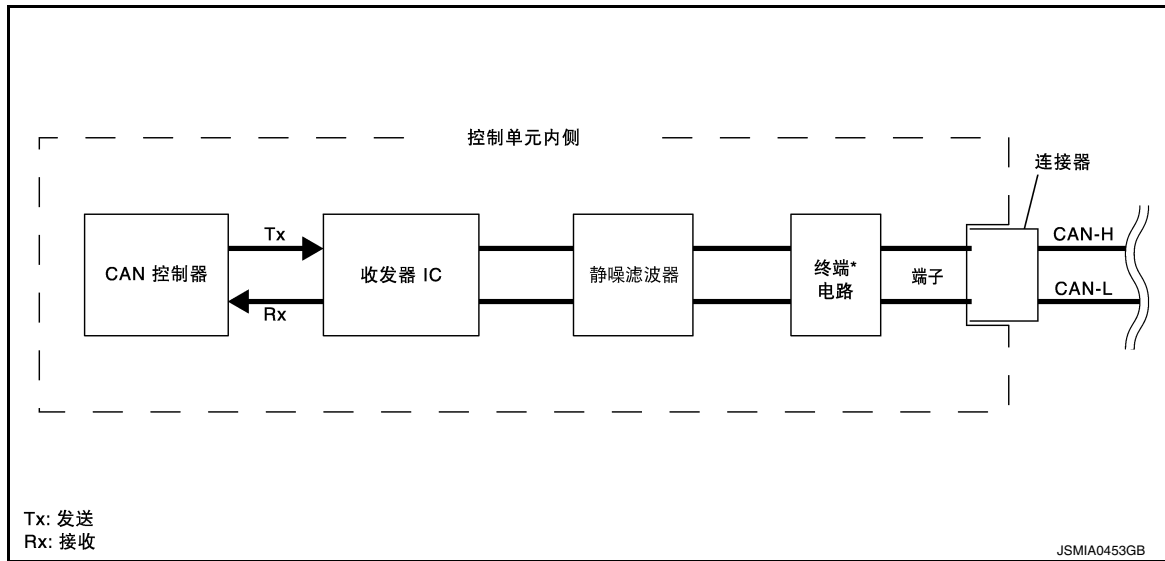 控制单元内侧
连接器
CAN 控制器
Tx
Rx
收发器 IC
静噪滤波器
终端*
电路
端子
CAN-H
CAN-L
Tx: 发送
Rx: 接收
JSMIA0453GB